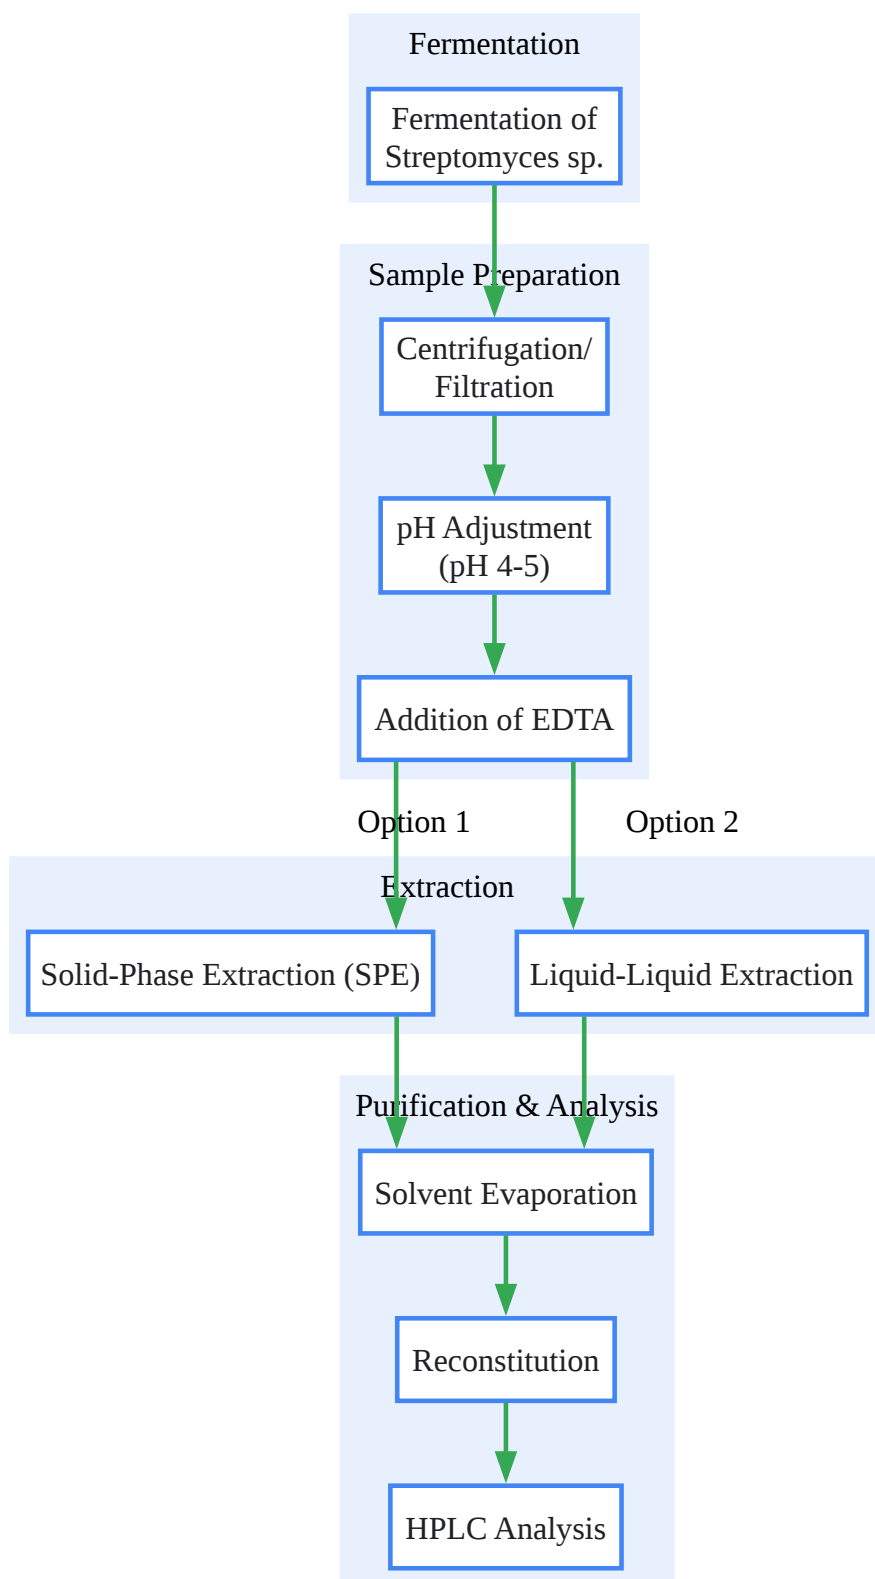 Fermentation
Fermentation of
Streptomyces sp.
Sample Preparation
Centrifugation/
Filtration
pH Adjustment
(pH 4-5)
Addition of EDTA
Option 1
Option 2
Extraction
Solid-Phase Extraction (SPE)
Liquid-Liquid Extraction
Purification & Analysis
Solvent Evaporation
Reconstitution
HPLC Analysis